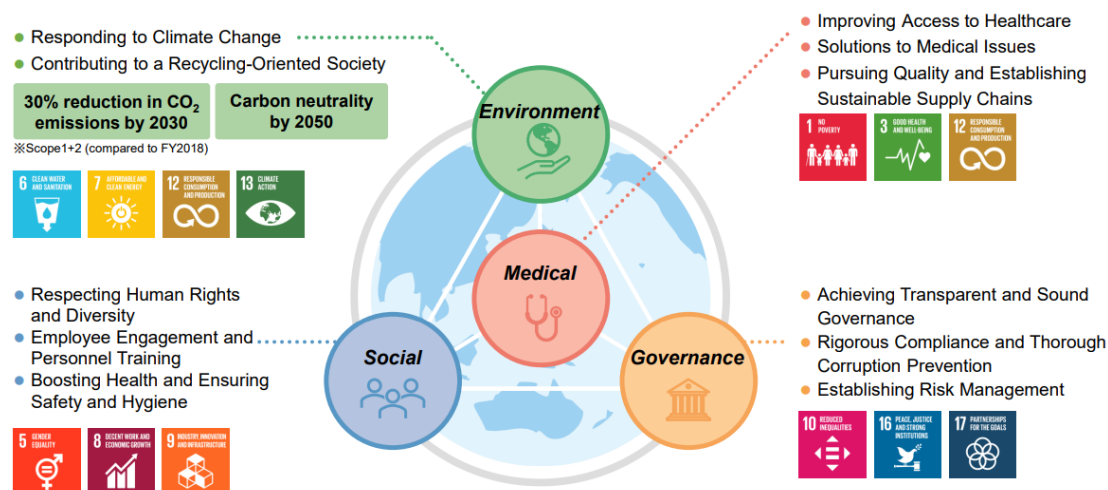 Responding to Climate Change
Contributing to a Recycling-Oriented Society
30% reduction in CO₂
emissions by 2030
Carbon neutrality
by 2050
※Scope1+2 (compared to FY2018)
6 CLEAN WATER
AND SANITATION
7 AFFORDABLE AND
CLEAN ENERGY
12 RESPONSIBLE
CONSUMPTION
AND PRODUCTION
13 CLIMATE
ACTION
Environment
Improving Access to Healthcare
Solutions to Medical Issues
Pursuing Quality and Establishing
Sustainable Supply Chains
1 NO
POVERTY
3 GOOD HEALTH
AND WELL-BEING
12 RESPONSIBLE
CONSUMPTION
AND PRODUCTION
Medical
Respecting Human Rights
and Diversity
Employee Engagement and
Personnel Training
Boosting Health and Ensuring
Safety and Hygiene
5 GENDER
EQUALITY
8 DECENT WORK AND
ECONOMIC GROWTH
9 INDUSTRY, INNOVATION
AND INFRASTRUCTURE
Social
Governance
Achieving Transparent and Sound
Governance
Rigorous Compliance and Thorough
Corruption Prevention
Establishing Risk Management
10 REDUCED
INEQUALITIES
16 PEACE, JUSTICE
AND STRONG
INSTITUTIONS
17 PARTNERSHIPS
FOR THE GOALS